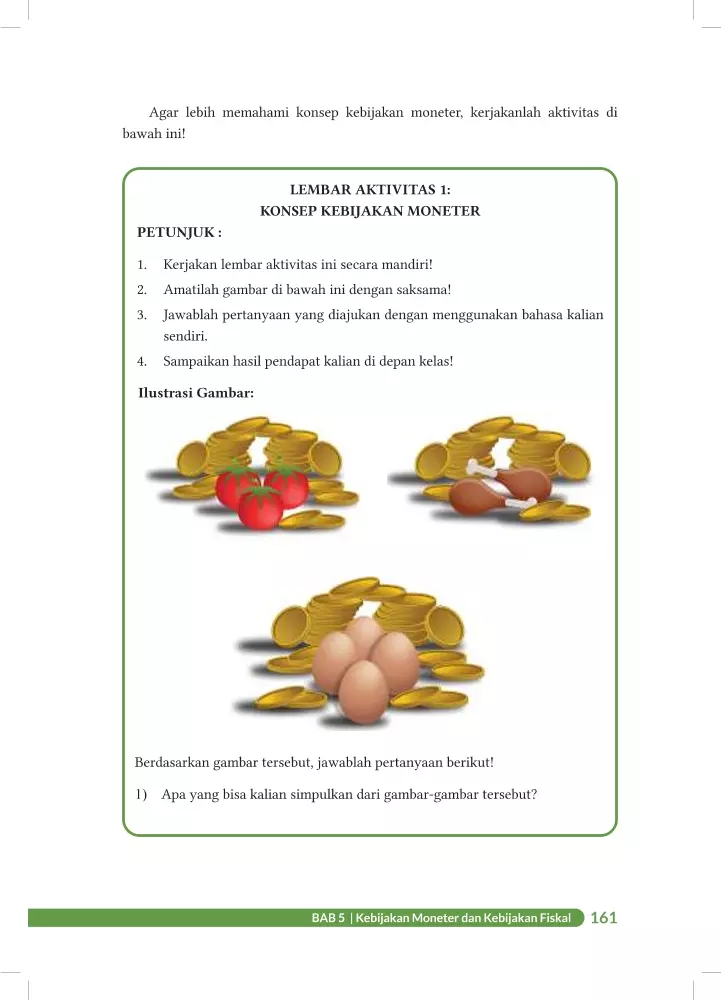 Agar lebih memahami konsep kebijakan moneter, kerjakanlah aktivitas di
bawah ini!
LEMBAR AKTIVITAS 1:
KONSEP KEBIJAKAN MONETER
PETUNJUK :
1. Kerjakan lembar aktivitas ini secara mandiri!
2. Amatilah gambar di bawah ini dengan saksama!
3. Jawablah pertanyaan yang diajukan dengan menggunakan bahasa kalian
sendiri.
4. Sampaikan hasil pendapat kalian di depan kelas!
Ilustrasi Gambar:
Berdasarkan gambar tersebut, jawablah pertanyaan berikut!
1) Apa yang bisa kalian simpulkan dari gambar-gambar tersebut?
BAB 5 | Kebijakan Moneter dan Kebijakan Fiskal 161